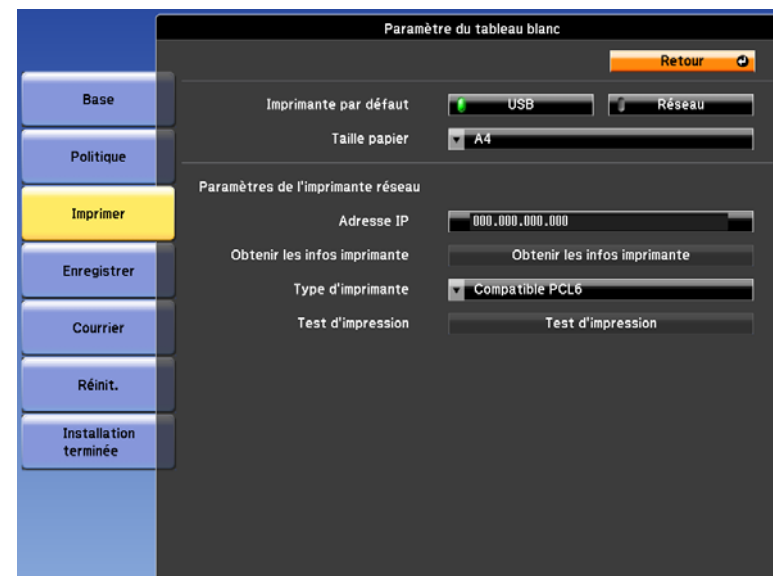 Paramètre du tableau blanc
Retour
Base
Politique
Imprimer
Enregistrer
Courrier
Réinit.
Installation
terminée
Imprimante par défaut USB Réseau
Taille papier A4
Paramètres de l'imprimante réseau
Adresse IP 000.000.000.000
Obtenir les infos imprimante Obtenir les infos imprimante
Type d'imprimante Compatible PCL6
Test d'impression Test d'impression